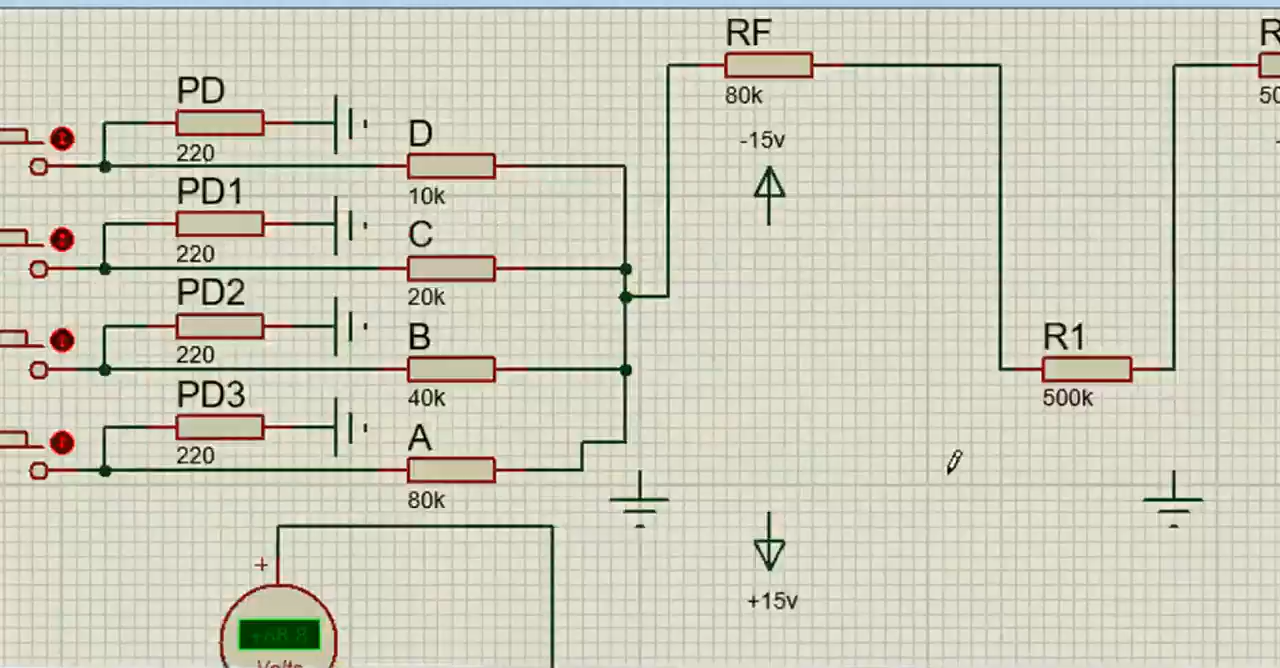 RF
80k
-15v
R
50
PD
220
D
10k
PD1
220
C
20k
PD2
220
B
40k
PD3
220
A
80k
R1
500k
+
Volts
+15v